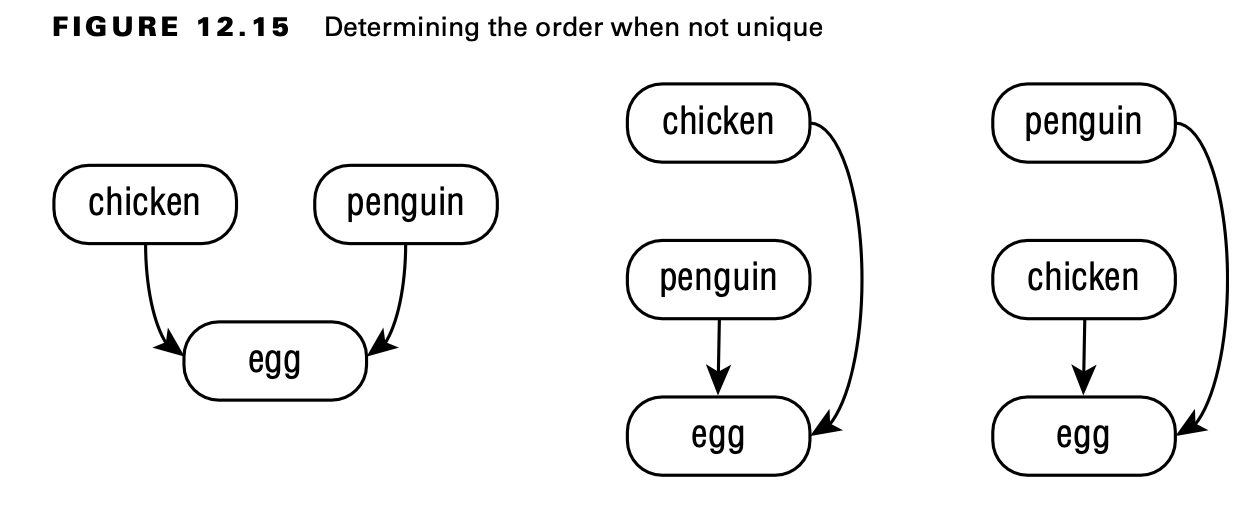 FIGURE 12.15 Determining the order when not unique
chicken
penguin
egg
chicken
penguin
egg
penguin
chicken
egg